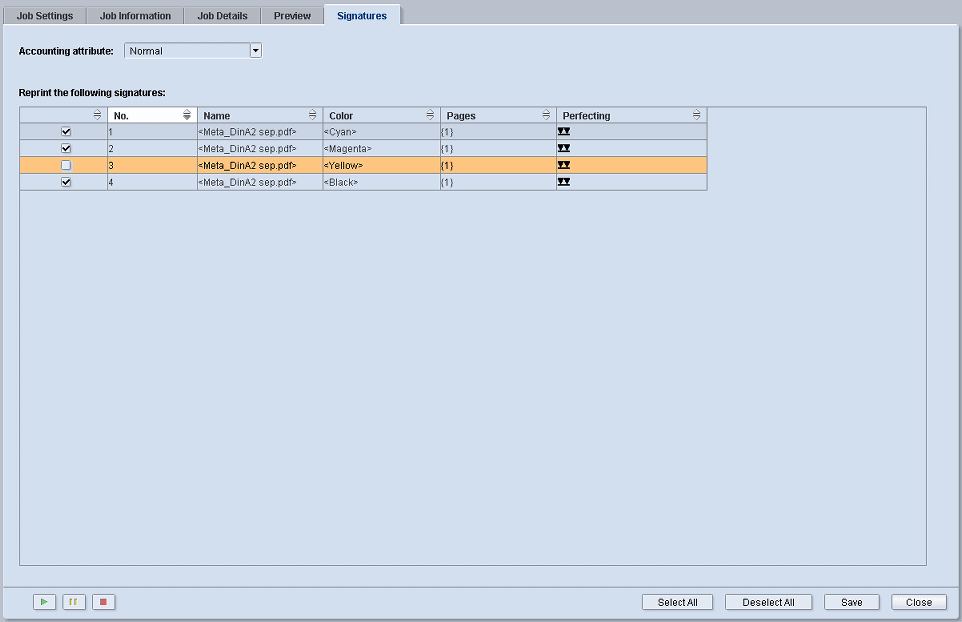 Job Settings Job Information Job Details Preview Signatures
Accounting attribute: Normal
Reprint the following signatures:
No. Name Color Pages Perfecting
1 <Meta_DinA2 sep.pdf> <Cyan> {1}
2 <Meta_DinA2 sep.pdf> <Magenta> {1}
3 <Meta_DinA2 sep.pdf> <Yellow> {1}
4 <Meta_DinA2 sep.pdf> <Black> {1}
Select All Deselect All Save Close